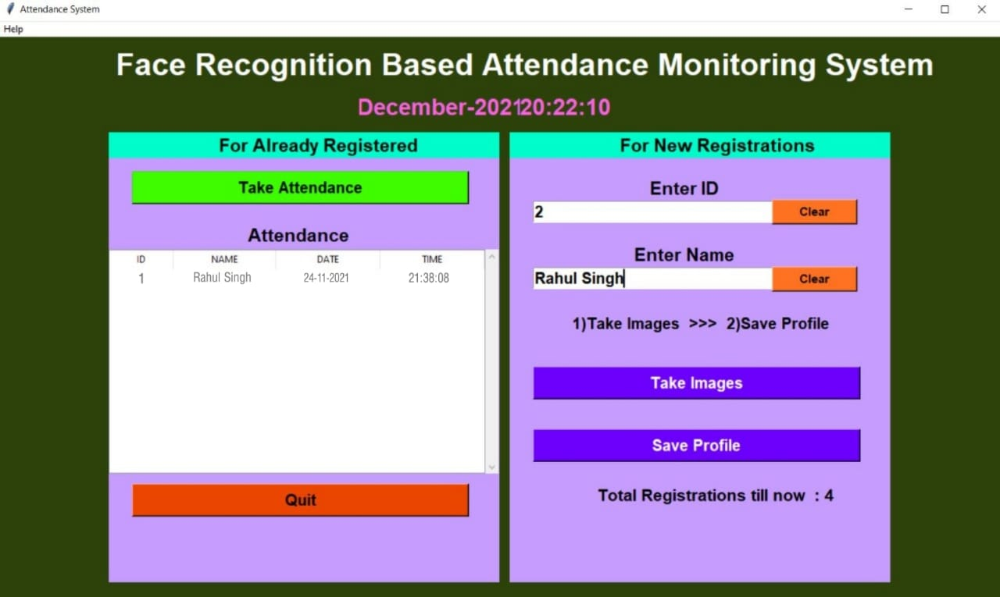 Attendance System
Help
Face Recognition Based Attendance Monitoring System
December-202120:22:10
For Already Registered
Take Attendance
Attendance
ID NAME DATE TIME
1 Rahul Singh 24-11-2021 21:38:08
Quit
For New Registrations
Enter ID
2 Clear
Enter Name
Rahul Singh Clear
1)Take Images >>> 2)Save Profile
Take Images
Save Profile
Total Registrations till now : 4